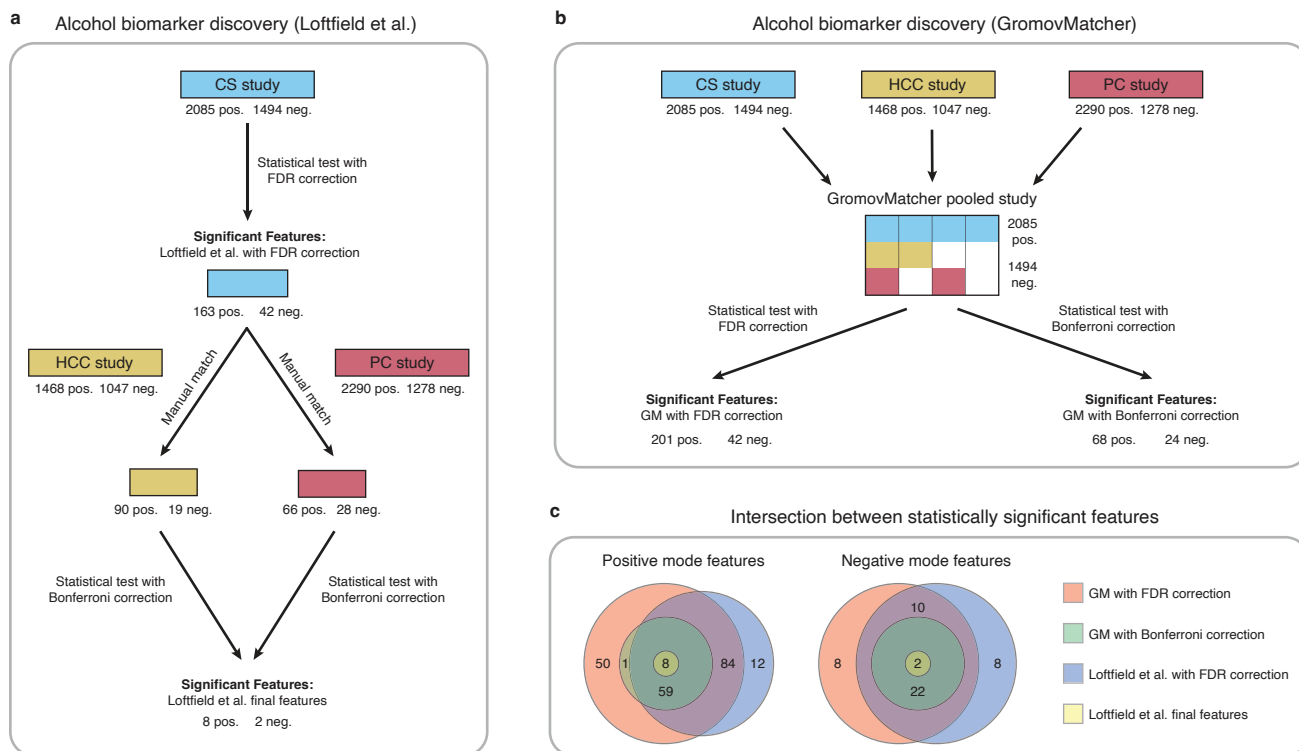 a
Alcohol biomarker discovery (Loftfield et al.)
CS study
2085 pos. 1494 neg.
Statistical test with
FDR correction
Significant Features:
Loftfield et al. with FDR correction
163 pos. 42 neg.
HCC study
1468 pos. 1047 neg.
Manual match
Manual match
PC study
2290 pos. 1278 neg.
90 pos. 19 neg.
66 pos. 28 neg.
Statistical test with
Bonferroni correction
Statistical test with
Bonferroni correction
Significant Features:
Loftfield et al. final features
8 pos. 2 neg.
b
Alcohol biomarker discovery (GromovMatcher)
CS study
2085 pos. 1494 neg.
HCC study
1468 pos. 1047 neg.
PC study
2290 pos. 1278 neg.
GromovMatcher pooled study
2085
pos.
1494
neg.
Statistical test with
FDR correction
Statistical test with
Bonferroni correction
Significant Features:
GM with FDR correction
201 pos. 42 neg.
Significant Features:
GM with Bonferroni correction
68 pos. 24 neg.
c
Intersection between statistically significant features
Positive mode features
50
1
8
84
12
59
Negative mode features
10
8
2
8
22
GM with FDR correction
GM with Bonferroni correction
Loftfield et al. with FDR correction
Loftfield et al. final features